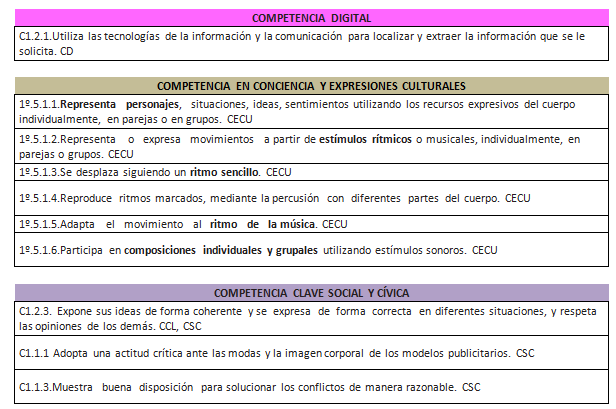 COMPETENCIA DIGITAL
C1.2.1.Utiliza las tecnologías de la información y la comunicación para localizar y extraer la información que se le
solicita. CD
COMPETENCIA EN CONCIENCIA Y EXPRESIONES CULTURALES
1º.5.1.1.Representa personajes, situaciones, ideas, sentimientos utilizando los recursos expresivos del cuerpo
individualmente, en parejas o en grupos. CECU
1º.5.1.2.Representa o expresa movimientos a partir de estímulos rítmicos o musicales, individualmente, en
parejas o grupos. CECU
1º.5.1.3.Se desplaza siguiendo un ritmo sencillo. CECU
1º.5.1.4.Reproduce ritmos marcados, mediante la percusión con diferentes partes del cuerpo. CECU
1º.5.1.5.Adapta el movimiento al ritmo de la música. CECU
1º.5.1.6.Participa en composiciones individuales y grupales utilizando estímulos sonoros. CECU
COMPETENCIA CLAVE SOCIAL Y CÍVICA
C1.2.3. Expone sus ideas de forma coherente y se expresa de forma correcta en diferentes situaciones, y respeta
las opiniones de los demás. CCL, CSC
C1.1.1 Adopta una actitud crítica ante las modas y la imagen corporal de los modelos publicitarios. CSC
C1.1.3.Muestra buena disposición para solucionar los conflictos de manera razonable. CSC